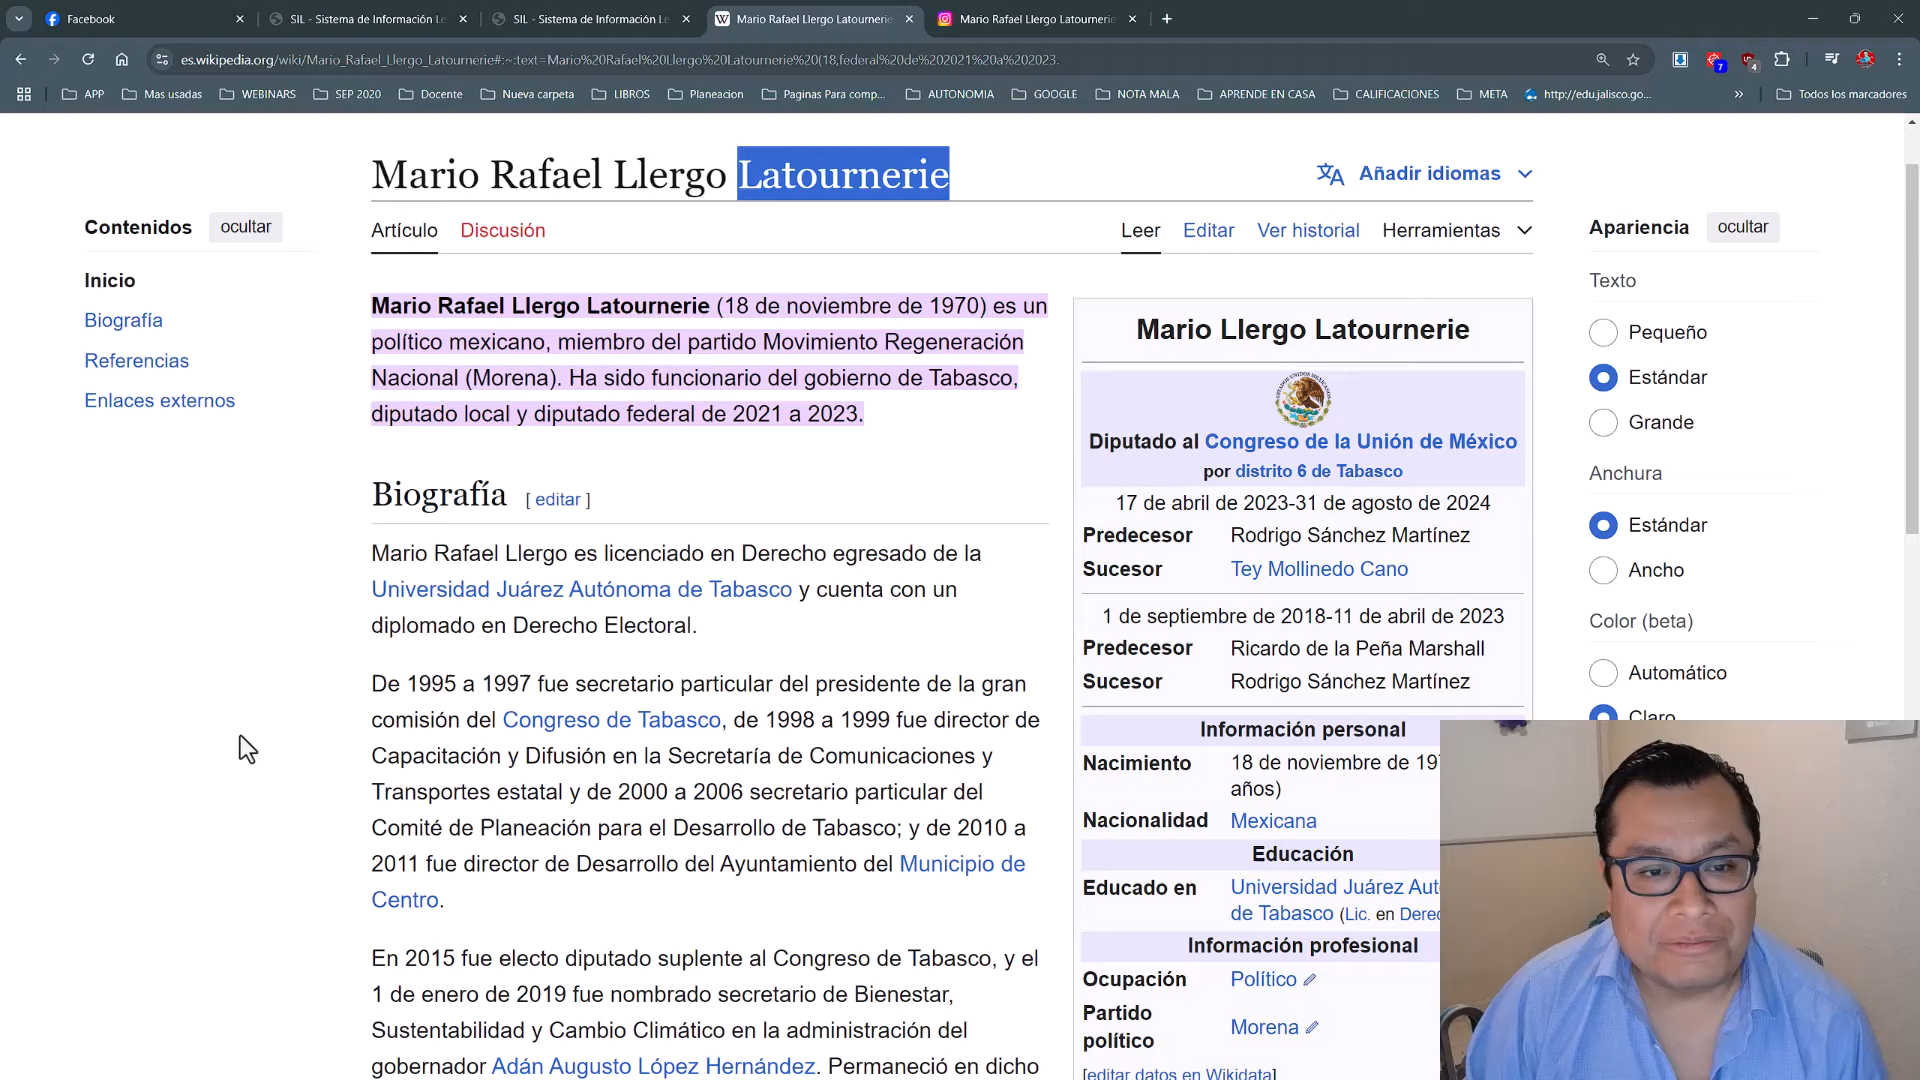 Facebook
SIL - Sistema de Información Le
SIL - Sistema de Información Le
Mario Rafael Llergo Latournerie
Mario Rafael Llergo Latournerie
es.wikipedia.org/wiki/Mario_Rafael_Llergo_Latournerie#:~:text=Mario%20Rafael%20Llergo%20Latournerie%20(18,federal%20de%202021%20a%202023.
7
4
APP
Mas usadas
WEBINARS
SEP 2020
Docente
Nueva carpeta
LIBROS
Planeacion
Paginas Para comp...
AUTONOMIA
GOOGLE
NOTA MALA
APRENDE EN CASA
CALIFICACIONES
META
http://edu.jalisco.go...
»
Todos los marcadores
Mario Rafael Llergo Latournerie
Añadir idiomas
Contenidos ocultar
Artículo Discusión
Leer Editar Ver historial Herramientas
Apariencia ocultar
Inicio
Biografía
Referencias
Enlaces externos
Mario Rafael Llergo Latournerie (18 de noviembre de 1970) es un
político mexicano, miembro del partido Movimiento Regeneración
Nacional (Morena). Ha sido funcionario del gobierno de Tabasco,
diputado local y diputado federal de 2021 a 2023.
Biografía [ editar ]
Mario Rafael Llergo es licenciado en Derecho egresado de la
Universidad Juárez Autónoma de Tabasco y cuenta con un
diplomado en Derecho Electoral.
De 1995 a 1997 fue secretario particular del presidente de la gran
comisión del Congreso de Tabasco, de 1998 a 1999 fue director de
Capacitación y Difusión en la Secretaría de Comunicaciones y
Transportes estatal y de 2000 a 2006 secretario particular del
Comité de Planeación para el Desarrollo de Tabasco; y de 2010 a
2011 fue director de Desarrollo del Ayuntamiento del Municipio de
Centro.
En 2015 fue electo diputado suplente al Congreso de Tabasco, y el
1 de enero de 2019 fue nombrado secretario de Bienestar,
Sustentabilidad y Cambio Climático en la administración del
gobernador Adán Augusto López Hernández. Permaneció en dicho
Mario Llergo Latournerie
Diputado al Congreso de la Unión de México
por distrito 6 de Tabasco
17 de abril de 2023-31 de agosto de 2024
Predecesor Rodrigo Sánchez Martínez
Sucesor Tey Mollinedo Cano
1 de septiembre de 2018-11 de abril de 2023
Predecesor Ricardo de la Peña Marshall
Sucesor Rodrigo Sánchez Martínez
Información personal
Nacimiento 18 de noviembre de 19
años)
Nacionalidad Mexicana
Educación
Educado en Universidad Juárez Aut
de Tabasco (Lic. en Derec
Información profesional
Ocupación Político
Partido
político Morena
[editar datos en Wikidata]
Texto
Pequeño
Estándar
Grande
Anchura
Estándar
Ancho
Color (beta)
Automático
Claro